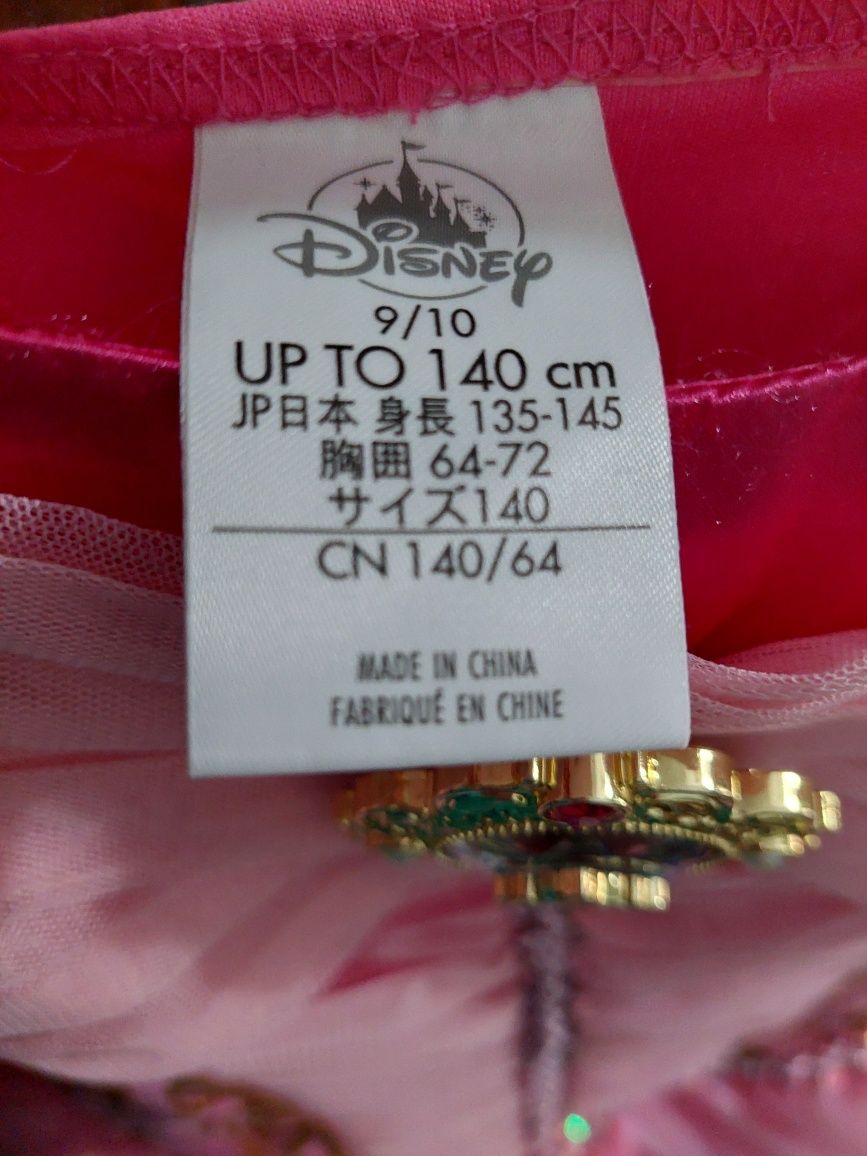 Disney
9/10
UP TO 140 cm
JP日本 身長 135-145
胸囲 64-72
サイズ140
CN 140/64
MADE IN CHINA
FABRIQUÉ EN CHINE